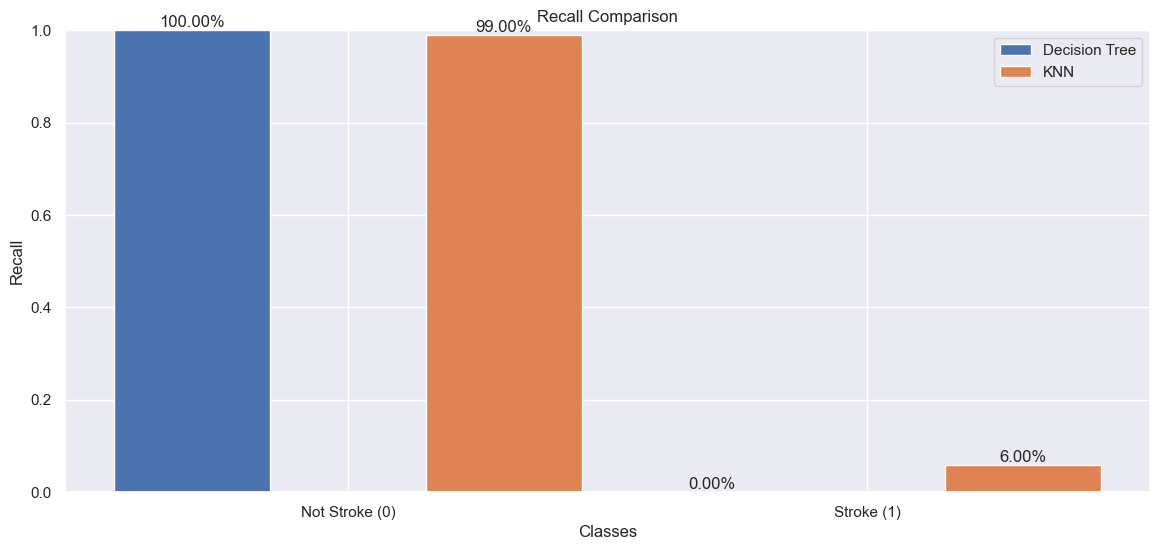 Recall Comparison
100.00%
99.00%
Decision Tree
KNN
1.0
0.8
0.6
0.4
0.2
0.0
Recall
0.00%
6.00%
Not Stroke (0)
Stroke (1)
Classes